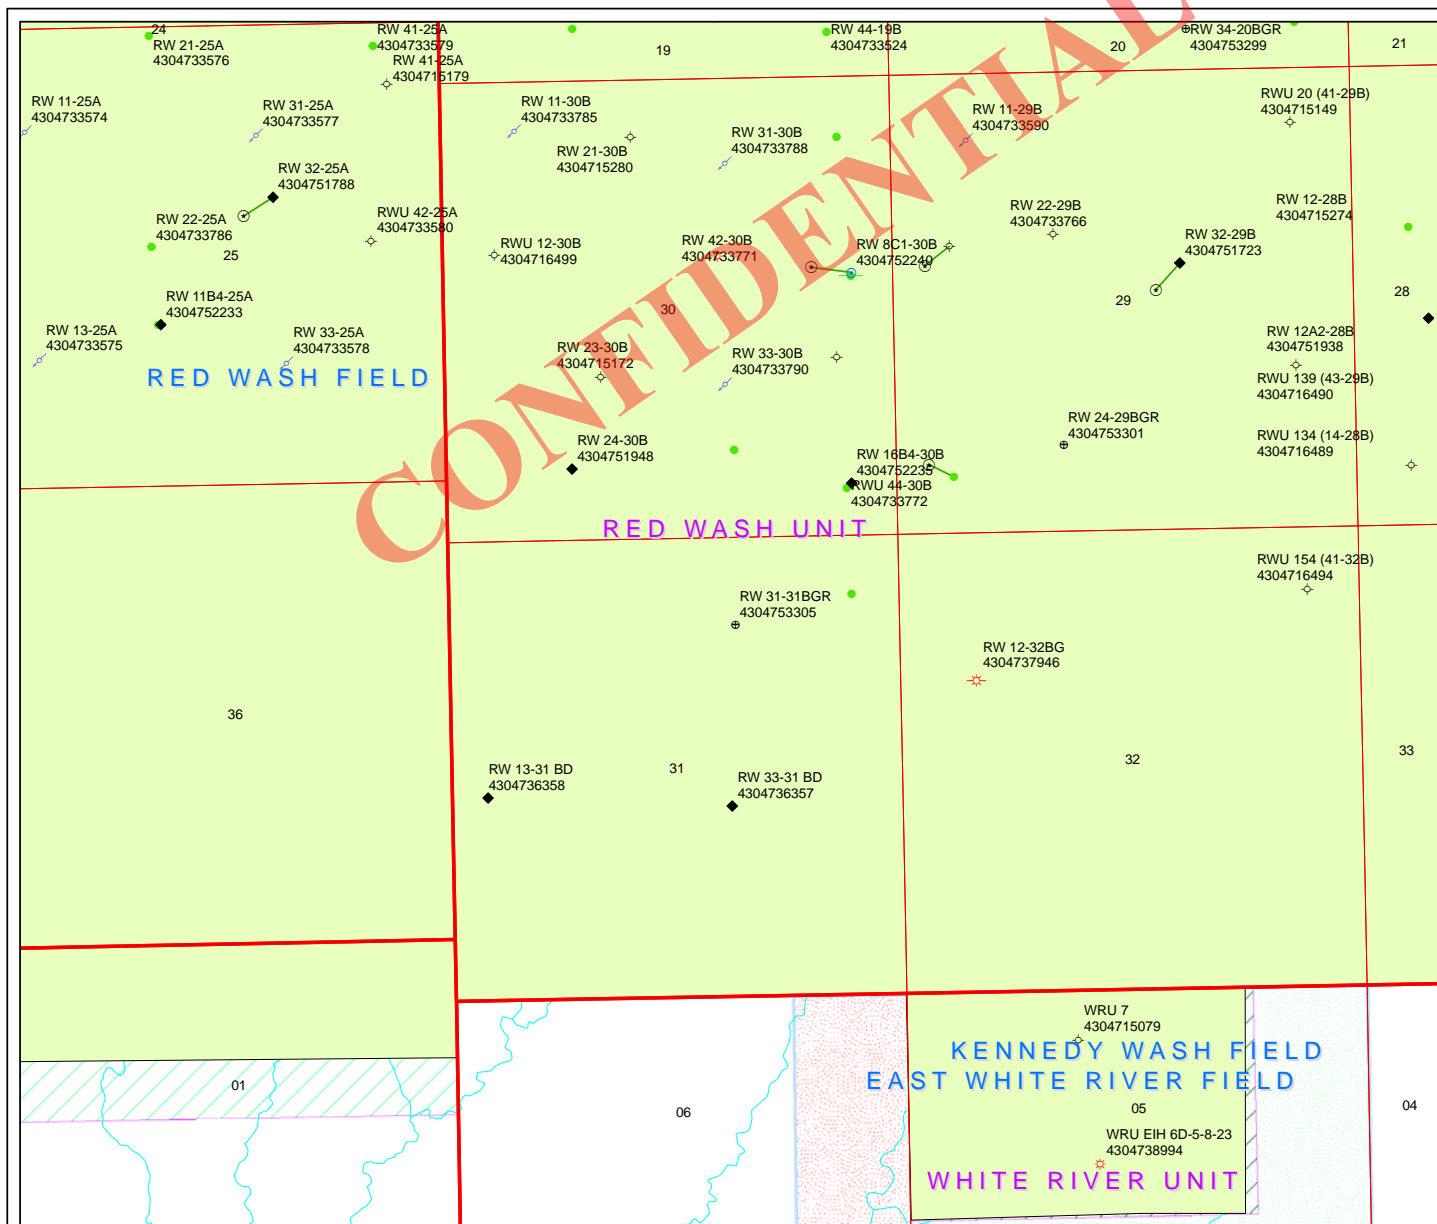 24
RW 21-25A
4304733576
RW 41-25A
4304733579
RW 41-25A
4304715179
19
RW 44-19B
4304733524
20
RW 34-20BGR
4304753299
21
RW 11-25A
4304733574
RW 31-25A
4304733577
RW 11-30B
4304733785
RW 21-30B
4304715280
RW 31-30B
4304733788
RW 11-29B
4304733590
RWU 20 (41-29B)
4304715149
RW 32-25A
4304751788
RW 22-25A
4304733786
25
RWU 42-25A
4304733580
RWU 12-30B
4304716499
RW 42-30B
4304733771
RW 8C1-30B
4304752240
RW 22-29B
4304733766
RW 12-28B
4304715274
RW 32-29B
4304751723
RW 11B4-25A
4304752233
30
29
28
RW 13-25A
4304733575
RW 33-25A
4304733578
RW 23-30B
4304715172
RW 33-30B
4304733790
RW 12A2-28B
4304751938
RED WASH FIELD
RWU 139 (43-29B)
4304716490
RW 24-30B
4304751948
RW 16B4-30B
4304752235
RWU 44-30B
4304733772
RW 24-29BGR
4304753301
RWU 134 (14-28B)
4304716489
CONFIDENTIAL
RED WASH UNIT
RWU 154 (41-32B)
4304716494
RW 31-31BGR
4304753305
RW 12-32BG
4304737946
36
31
32
33
RW 13-31 BD
4304736358
RW 33-31 BD
4304736357
WRU 7
4304715079
KENNEDY WASH FIELD
EAST WHITE RIVER FIELD
01
06
05
04
WRU EIH 6D-5-8-23
4304738994
WHITE RIVER UNIT